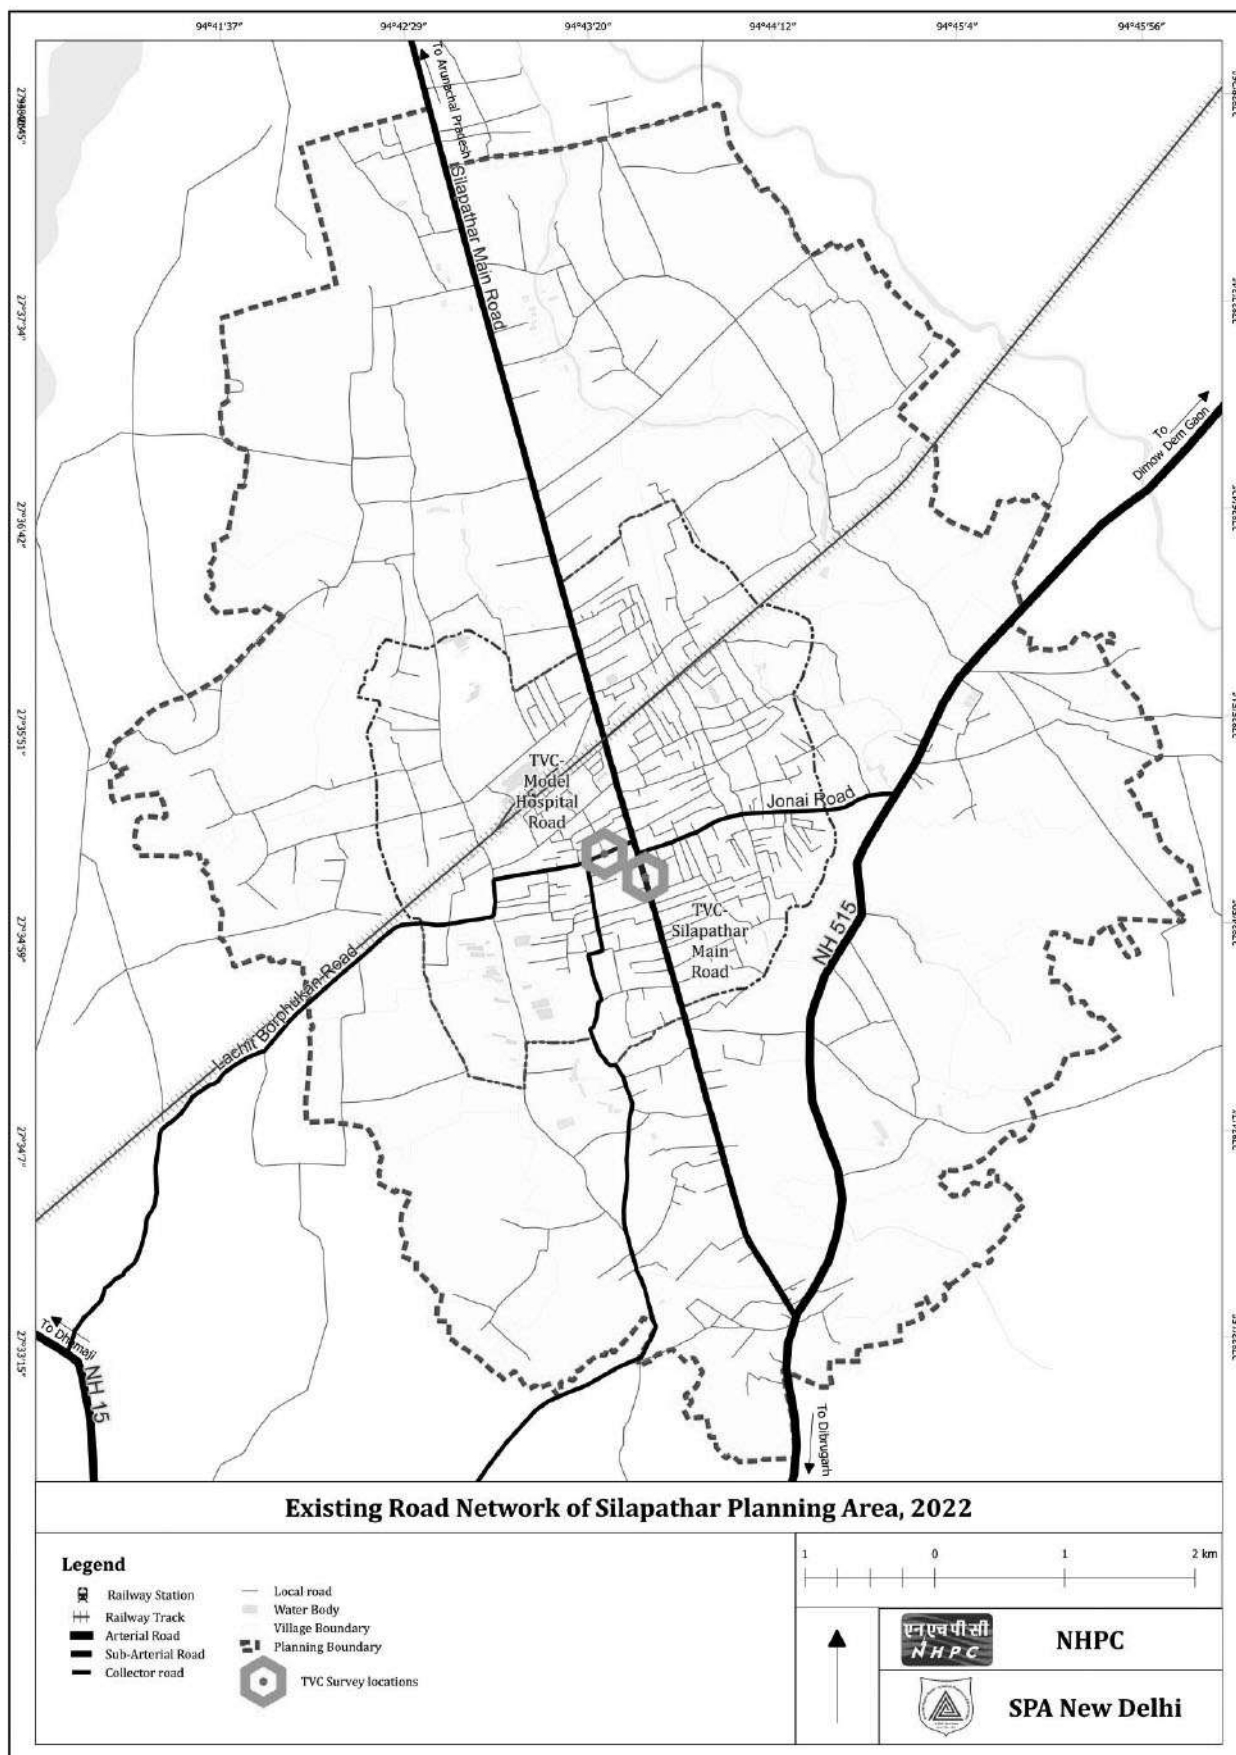 94°41'37"
94°42'29"
94°43'20"
94°44'12"
94°45'4"
94°45'56"
To Arunachal Pradesh
Silapathar Main Road
27°37'34"
To
Dimow Dem Gaon
27°36'42"
27°35'51"
TVC-
Model
Hospital
Road
Jonai Road
TVC-
Silapathar
Main
Road
NH 515
27°34'59"
Lachit Borphukan Road
27°34'7"
To Dhemaji
NH 15
27°33'15"
To Dibrugarh
Existing Road Network of Silapathar Planning Area, 2022
Legend
Railway Station
Railway Track
Arterial Road
Sub-Arterial Road
Collector road
Local road
Water Body
Village Boundary
Planning Boundary
TVC Survey locations
1 0 1 2 km
एन एच पी सी
NHPC
NHPC
SPA New Delhi